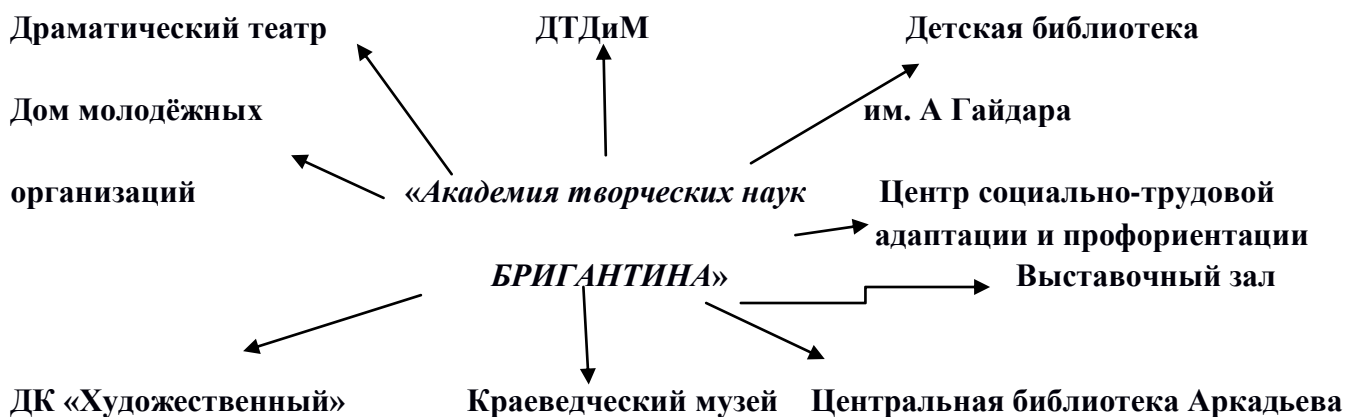 Драматический театр ДТДиМ Детская библиотека
Дом молодёжных им. А Гайдара
организаций «Академия творческих наук Центр социально-трудовой
адаптации и профориентации
БРИГАНТИНА» Выставочный зал
ДК «Художественный» Краеведческий музей Центральная библиотека Аркадьева